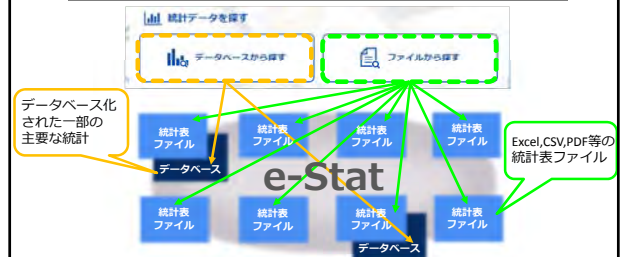 統計データを探す
データベースから探す
ファイルから探す
データベース化
された一部の
主要な統計
統計表
ファイル
統計表
ファイル
統計表
ファイル
統計表
ファイル
Excel,CSV,PDF等の
統計表ファイル
データベース
e-Stat
統計表
ファイル
統計表
ファイル
統計表
ファイル
統計表
ファイル
データベース